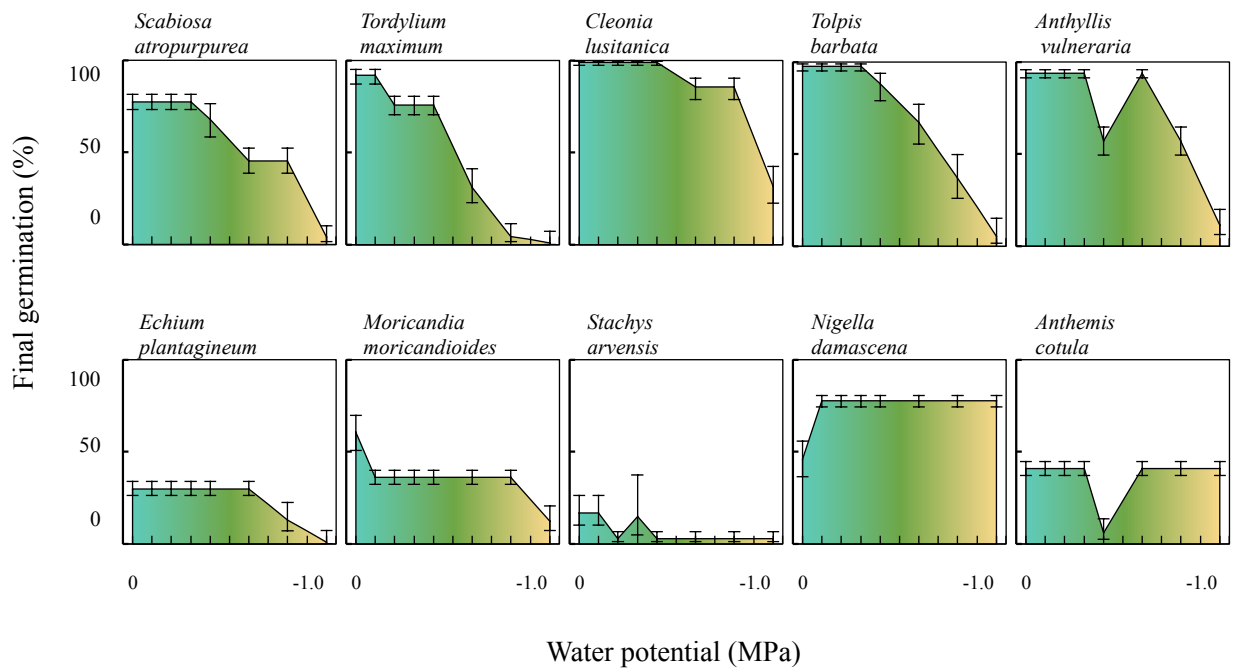 Scabiosa
atropurpurea
Tordylium
maximum
Cleonia
lusitanica
Tolpis
barbata
Anthyllis
vulneraria
100
50
0
Final germination (%)
Echium
plantagineum
Moricandia
moricandioides
Stachys
arvensis
Nigella
damascena
Anthemis
cotula
100
50
0
0 -1.0 0 -1.0 0 -1.0 0 -1.0 0 -1.0
Water potential (MPa)